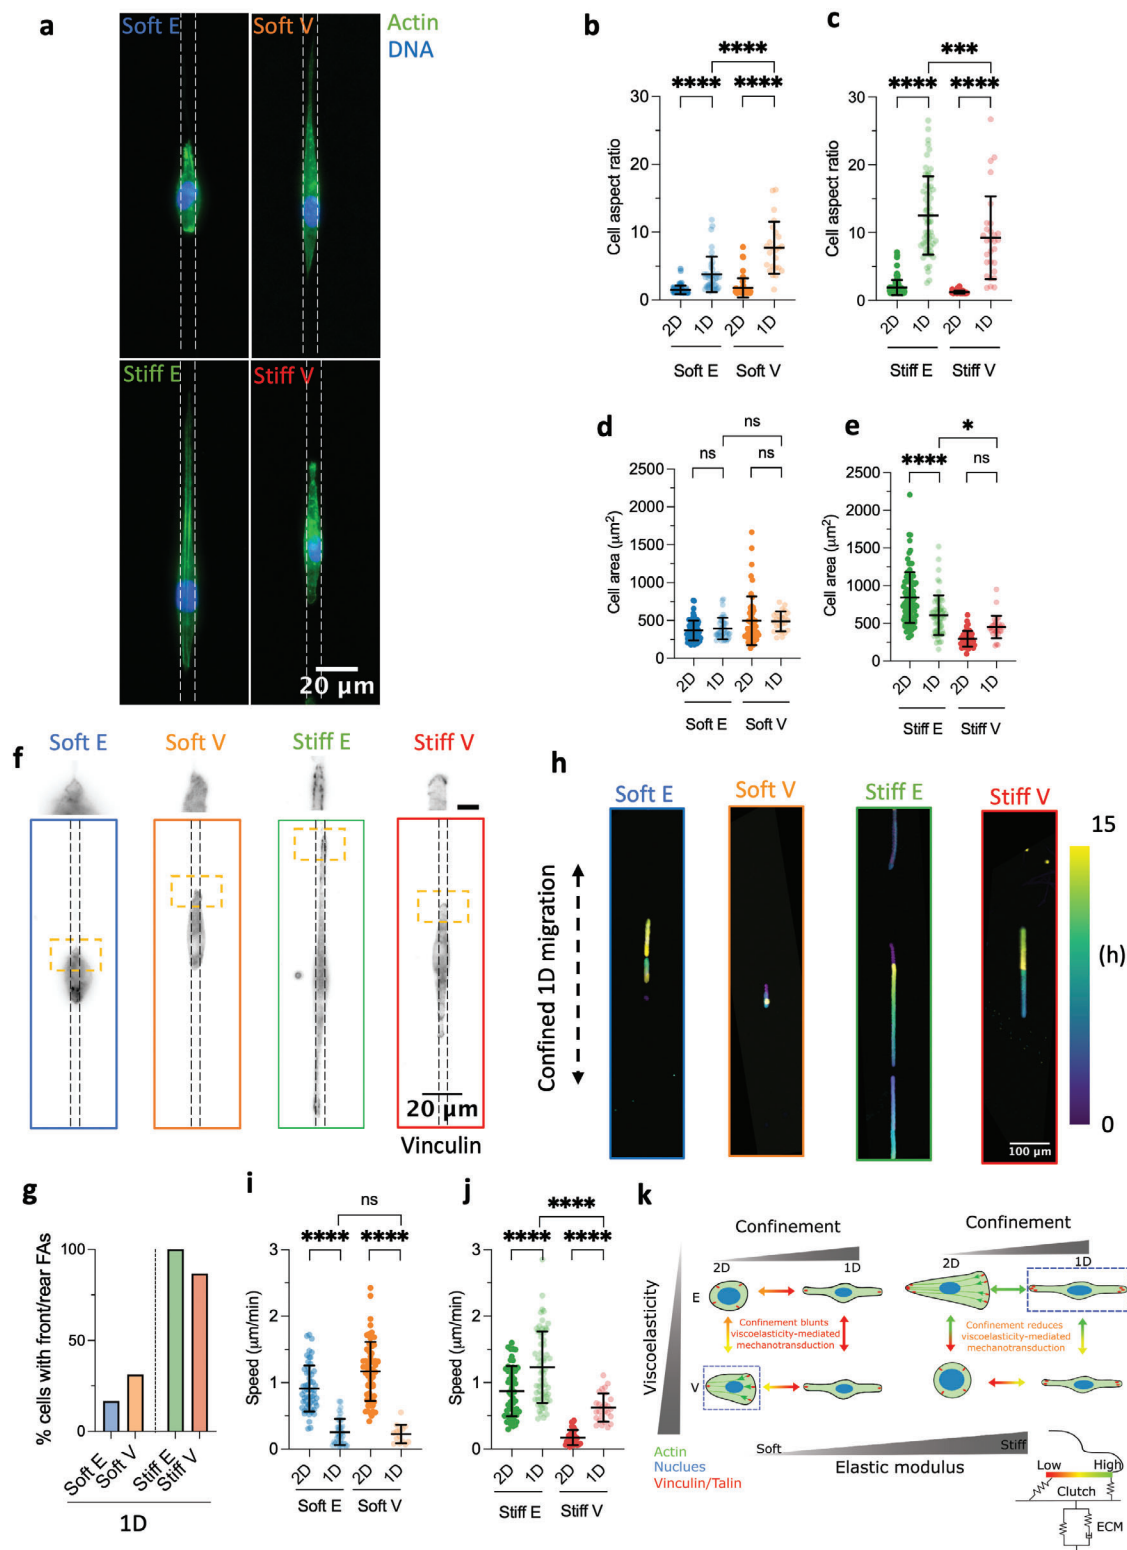 a
Soft E
Soft V
Actin
DNA
Stiff E
Stiff V
20 µm
b
****
**** ****
Cell aspect ratio
30
20
10
0
2D 1D 2D 1D
Soft E Soft V
c
***
**** ****
Cell aspect ratio
30
20
10
0
2D 1D 2D 1D
Stiff E Stiff V
d
ns
ns ns
Cell area (µm²)
2500
2000
1500
1000
500
0
2D 1D 2D 1D
Soft E Soft V
e
*
**** ns
Cell area (µm²)
2500
2000
1500
1000
500
0
2D 1D 2D 1D
Stiff E Stiff V
f
Soft E Soft V Stiff E Stiff V
20 µm
Vinculin
h
Soft E Soft V Stiff E Stiff V
Confined 1D migration
15
(h)
0
100 µm
g
% cells with front/rear FAs
100
50
0
Soft E Soft V Stiff E Stiff V
1D
i
ns
**** ****
Speed (µm/min)
3
2
1
0
2D 1D 2D 1D
Soft E Soft V
j
****
**** ****
Speed (µm/min)
3
2
1
0
2D 1D 2D 1D
Stiff E Stiff V
k
Confinement Confinement
2D 1D 2D 1D
Viscoelasticity
E
Confinement blunts
viscoelasticity-mediated
mechanotransduction
Confinement reduces
viscoelasticity-mediated
mechanotransduction
V
Actin
Nuclues
Vinculin/Talin
Soft Stiff
Elastic modulus
Low High
Clutch
ECM